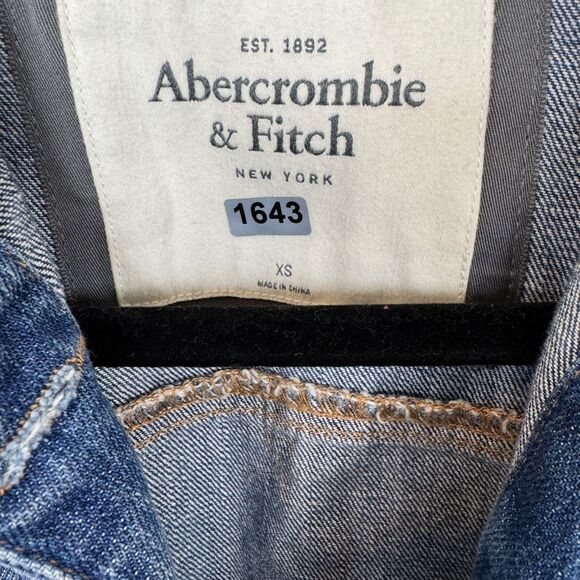 EST. 1892
Abercrombie
& Fitch
NEW YORK
1643
XS
MADE IN CHINA